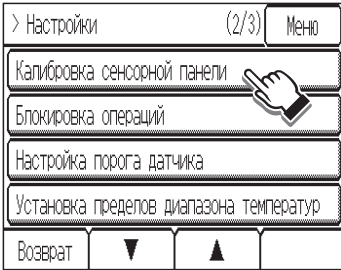 > Настройки (2/3) Меню
Калибровка сенсорной панели
Блокировка операций
Настройка порога датчика
Установка пределов диапазона температур
Возврат ▼ ▲